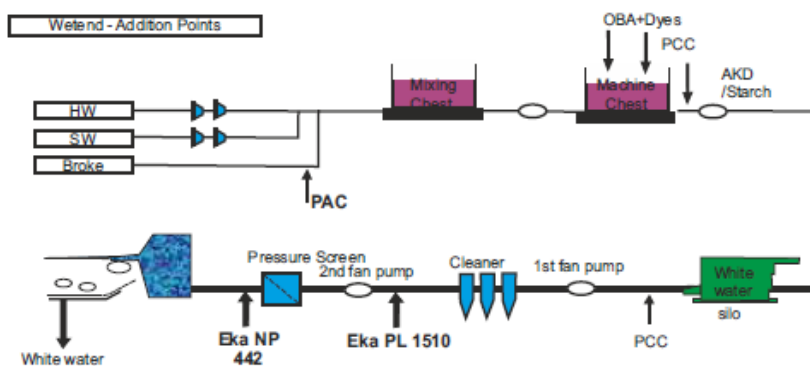 Wetend - Addition Points
OBA+Dyes
PCC
AKD
/Starch
Mixing
Chest
Machine
Chest
HW
SW
Broke
PAC
Pressure Screen
2nd fan pump
Cleaner
1st fan pump
White
water
silo
Eka NP
442
Eka PL 1510
PCC
White water